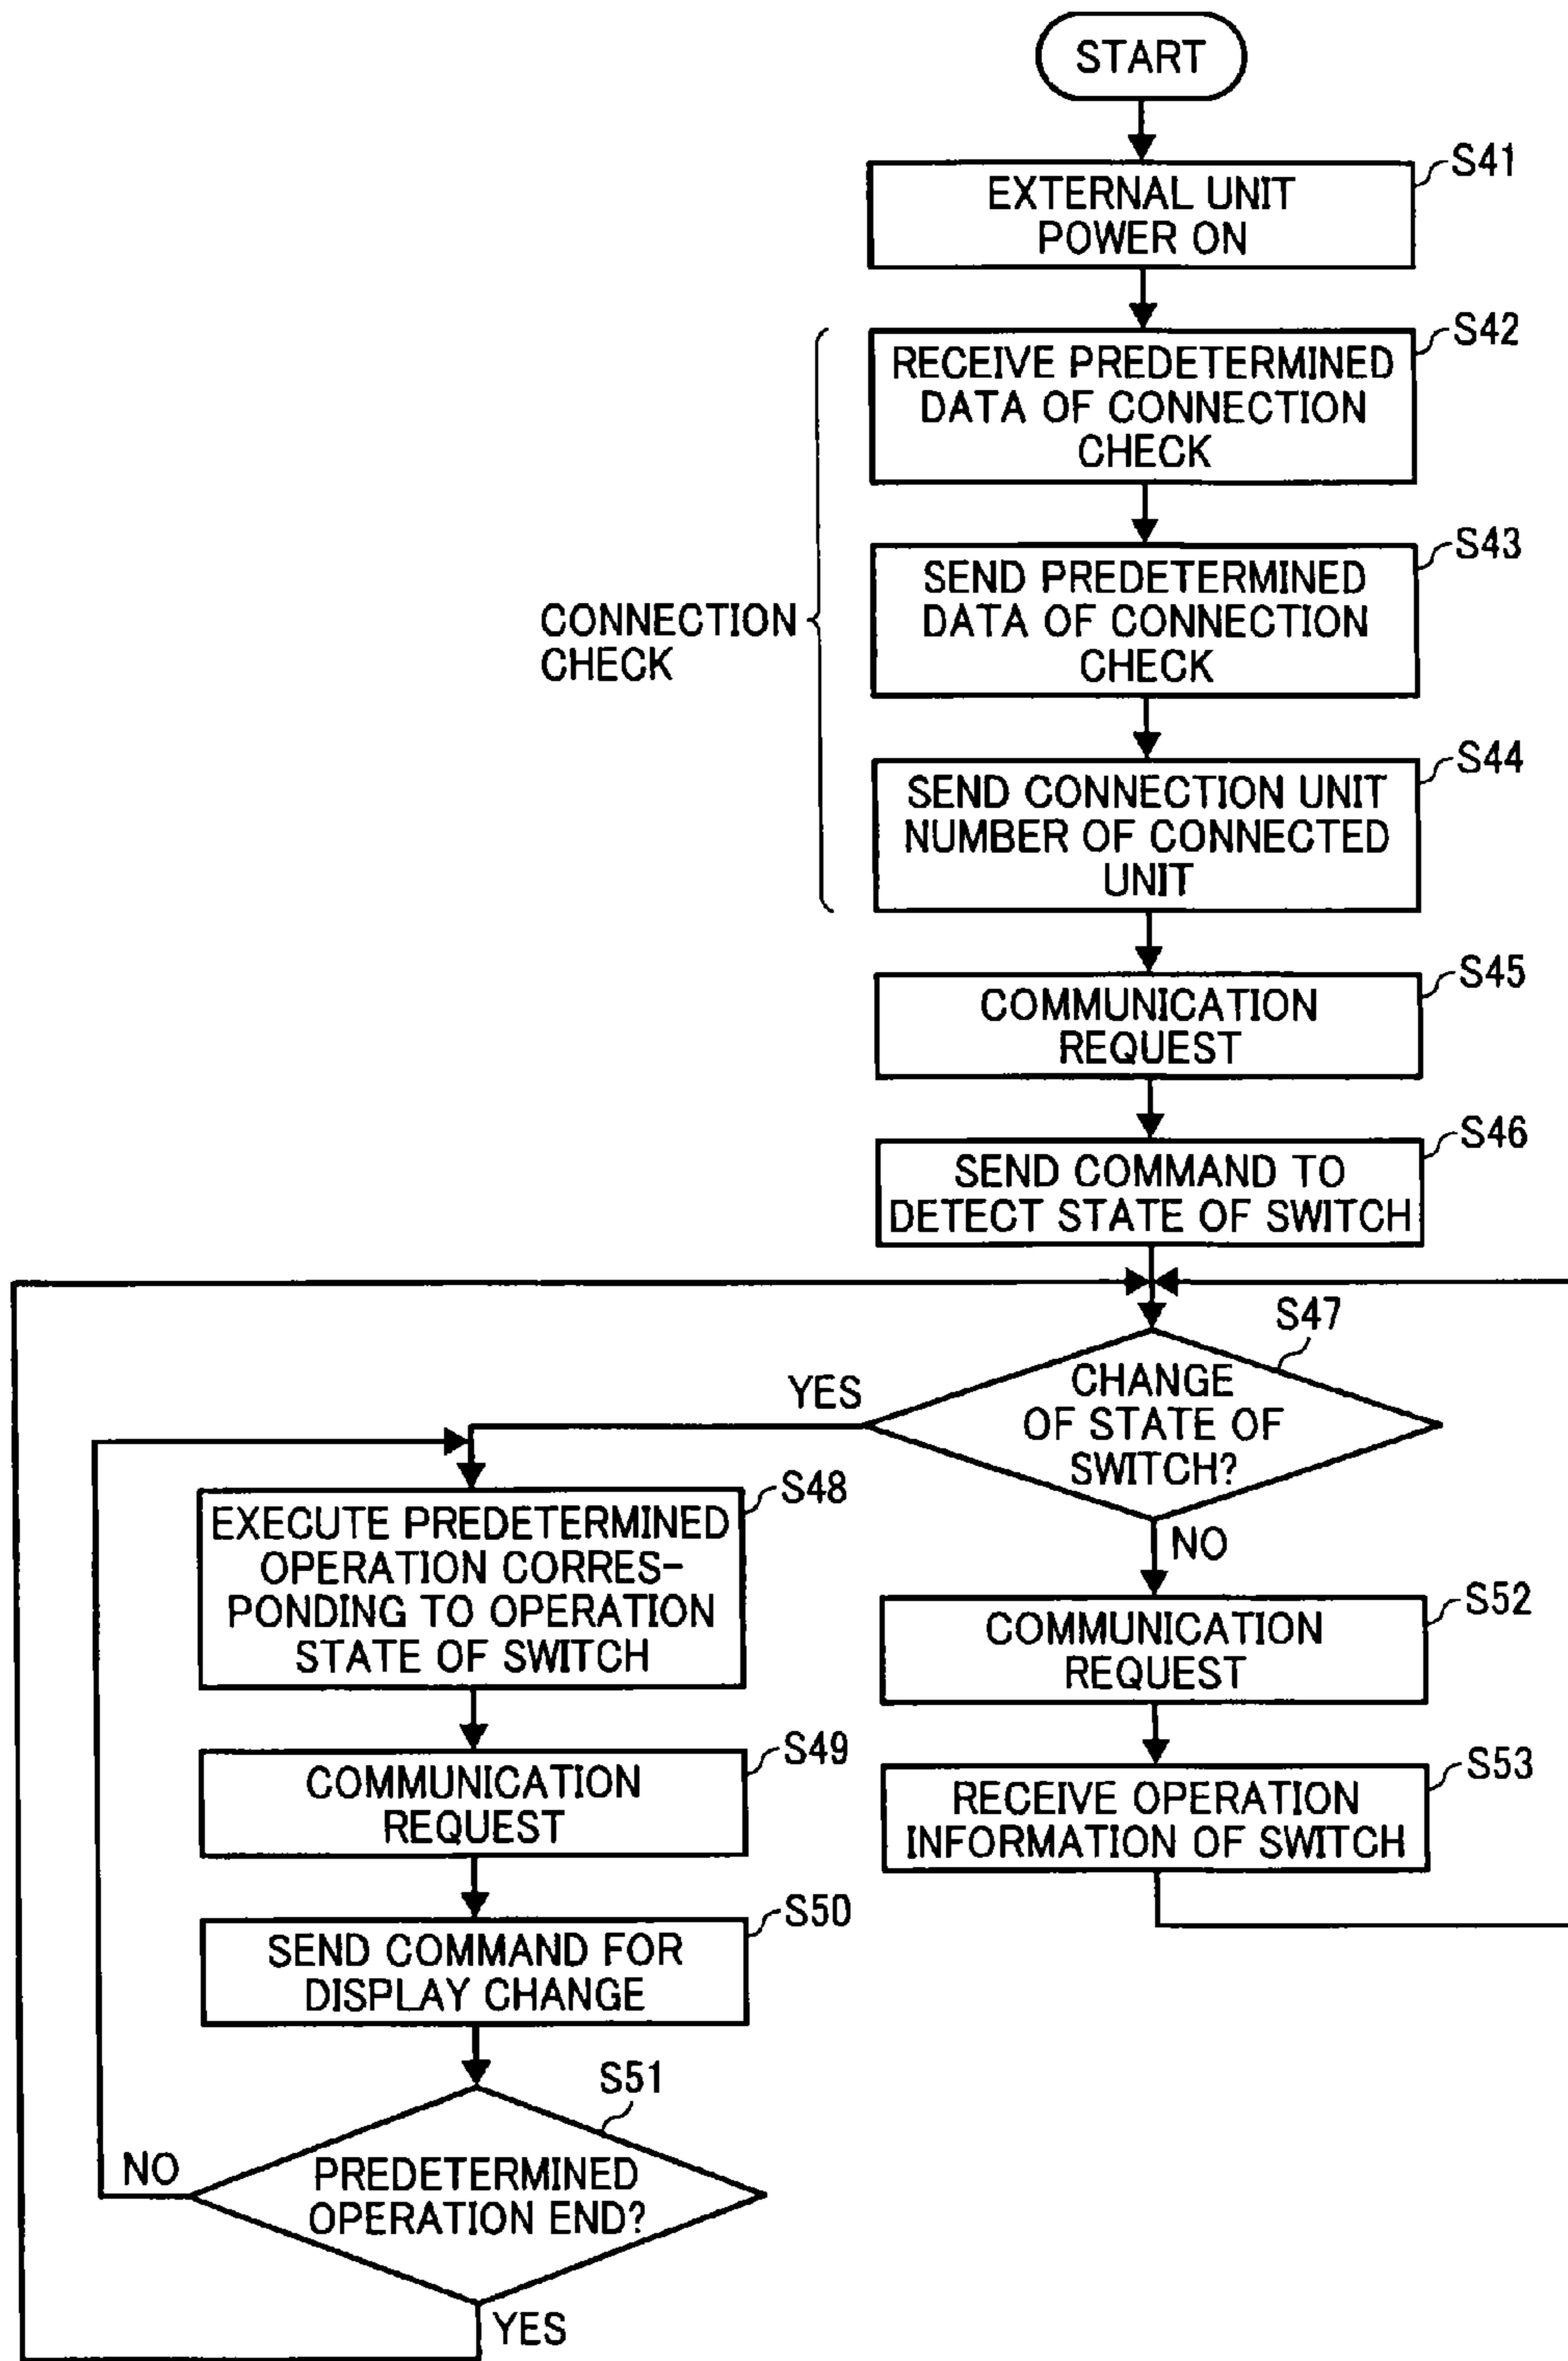 START
S41
EXTERNAL UNIT
POWER ON
S42
RECEIVE PREDETERMINED
DATA OF CONNECTION
CHECK
S43
SEND PREDETERMINED
DATA OF CONNECTION
CHECK
CONNECTION
CHECK
S44
SEND CONNECTION UNIT
NUMBER OF CONNECTED
UNIT
S45
COMMUNICATION
REQUEST
S46
SEND COMMAND TO
DETECT STATE OF SWITCH
S47
CHANGE
OF STATE OF
SWITCH?
YES
NO
S48
EXECUTE PREDETERMINED
OPERATION CORRES-
PONDING TO OPERATION
STATE OF SWITCH
S49
COMMUNICATION
REQUEST
S50
SEND COMMAND FOR
DISPLAY CHANGE
S51
PREDETERMINED
OPERATION END?
NO
YES
S52
COMMUNICATION
REQUEST
S53
RECEIVE OPERATION
INFORMATION OF SWITCH